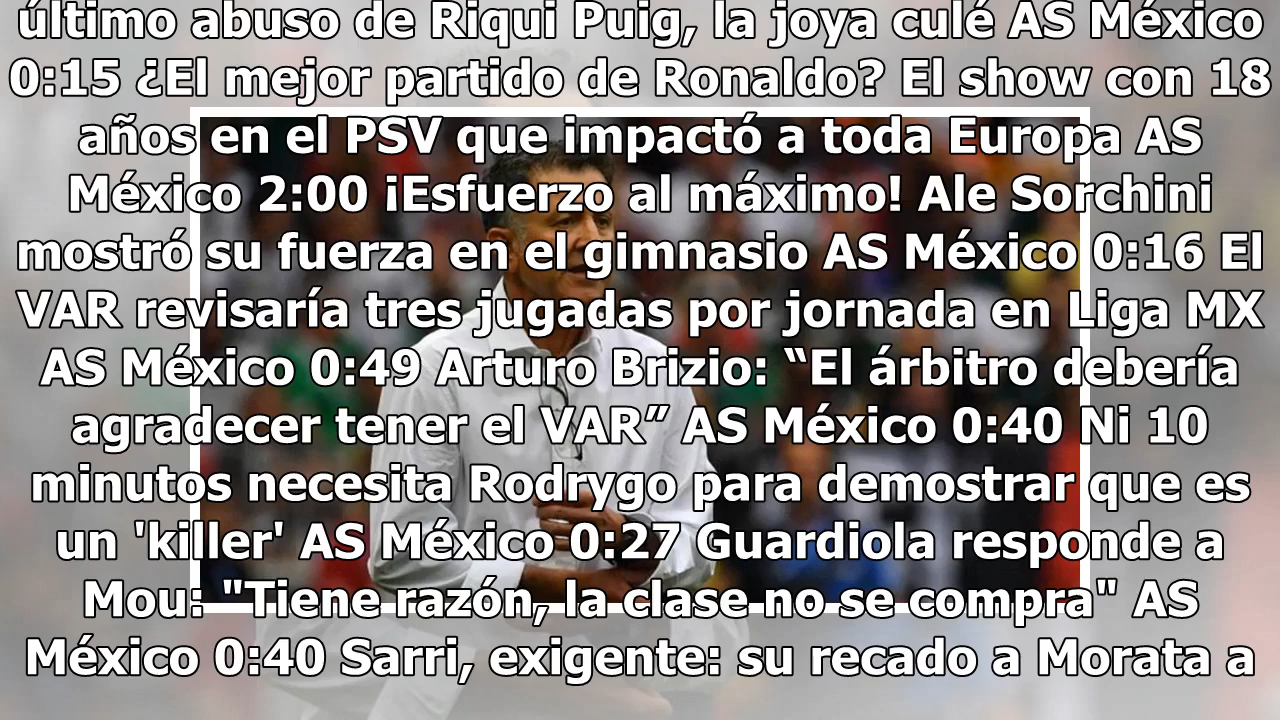 último abuso de Riqui Puig, la joya culé AS México
0:15 ¿El mejor partido de Ronaldo? El show con 18
años en el PSV que impactó a toda Europa AS
México 2:00 ¡Esfuerzo al máximo! Ale Sorchini
mostró su fuerza en el gimnasio AS México 0:16 El
VAR revisaría tres jugadas por jornada en Liga MX
AS México 0:49 Arturo Brizio: “El árbitro debería
agradecer tener el VAR” AS México 0:40 Ni 10
minutos necesita Rodrygo para demostrar que es
un 'killer' AS México 0:27 Guardiola responde a
Mou: "Tiene razón, la clase no se compra" AS
México 0:40 Sarri, exigente: su recado a Morata a